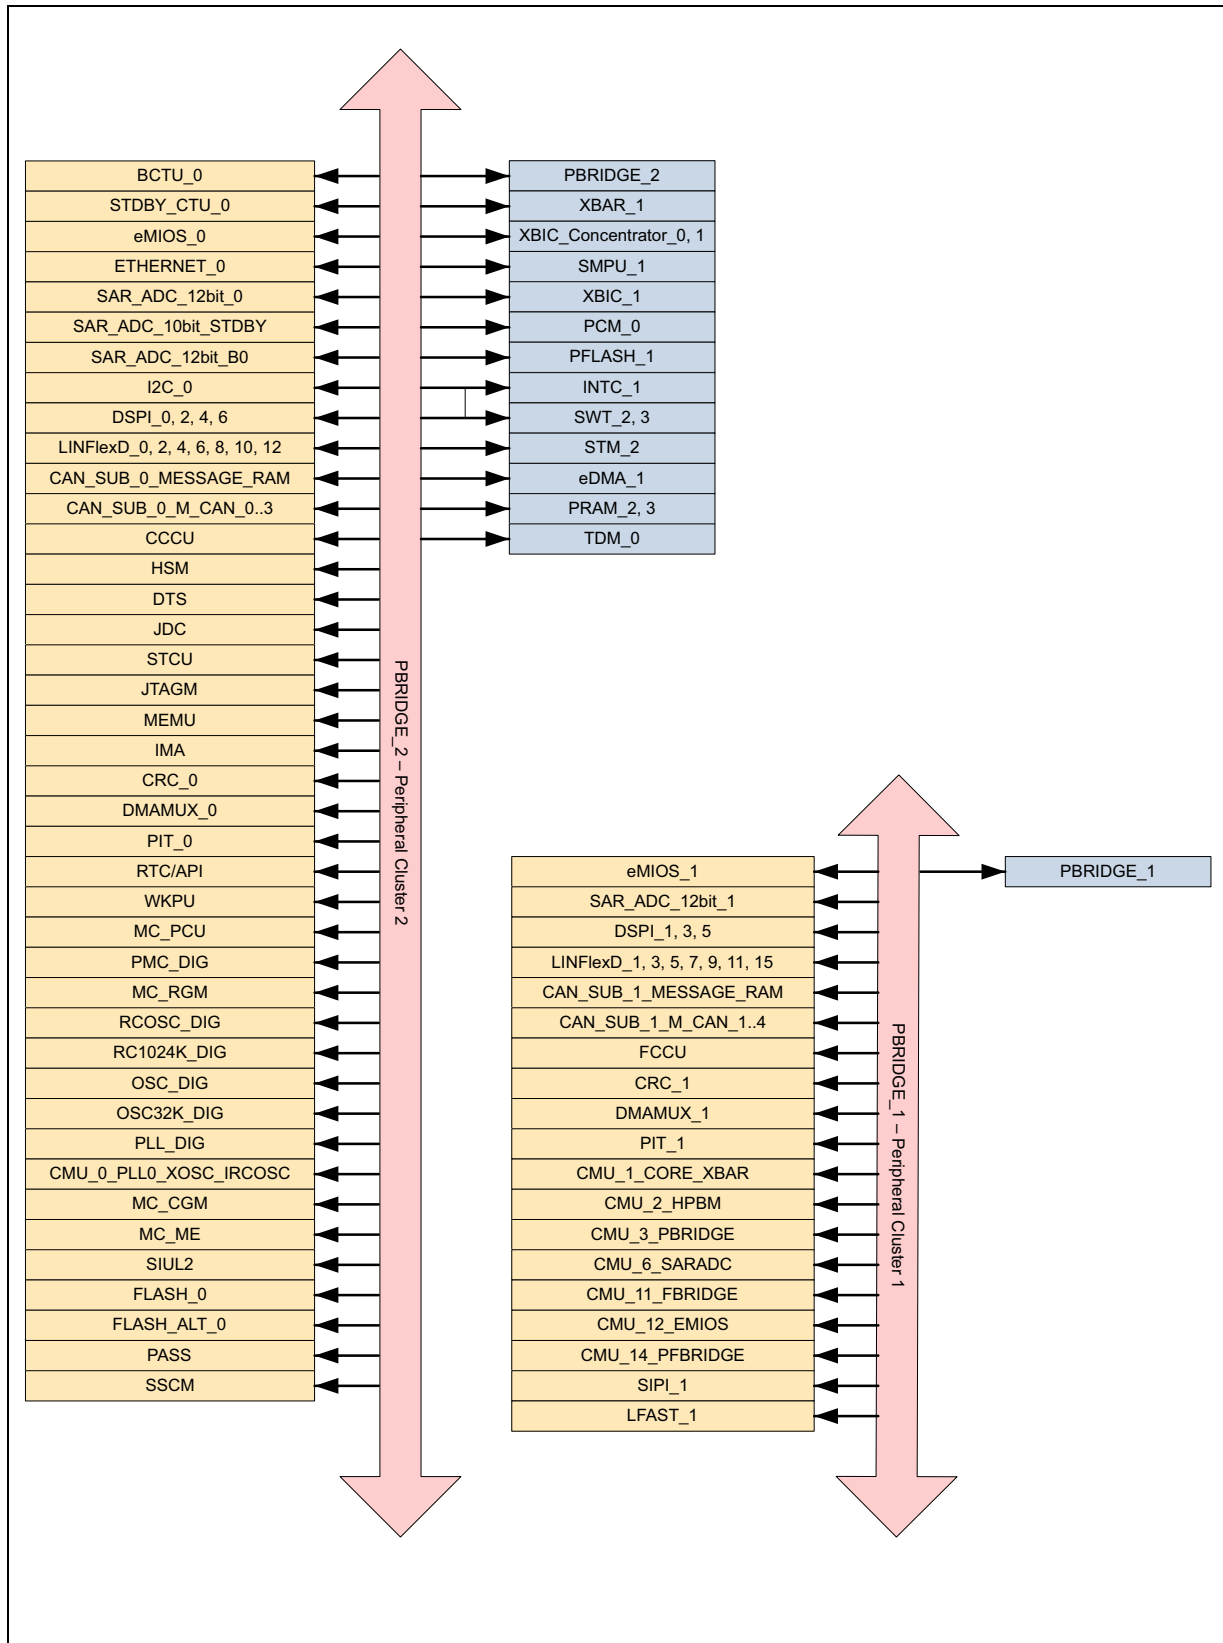 BCTU_0
STDBY_CTU_0
eMIOS_0
ETHERNET_0
SAR_ADC_12bit_0
SAR_ADC_10bit_STDBY
SAR_ADC_12bit_B0
I2C_0
DSPI_0, 2, 4, 6
LINFlexD_0, 2, 4, 6, 8, 10, 12
CAN_SUB_0_MESSAGE_RAM
CAN_SUB_0_M_CAN_0..3
CCCU
HSM
DTS
JDC
STCU
JTAGM
MEMU
IMA
CRC_0
DMAMUX_0
PIT_0
RTC/API
WKPU
MC_PCU
PMC_DIG
MC_RGM
RCOSC_DIG
RC1024K_DIG
OSC_DIG
OSC32K_DIG
PLL_DIG
CMU_0_PLL0_XOSC_IRCOSC
MC_CGM
MC_ME
SIUL2
FLASH_0
FLASH_ALT_0
PASS
SSCM
PBRIDGE_2 – Peripheral Cluster 2
PBRIDGE_2
XBAR_1
XBIC_Concentrator_0, 1
SMPU_1
XBIC_1
PCM_0
PFLASH_1
INTC_1
SWT_2, 3
STM_2
eDMA_1
PRAM_2, 3
TDM_0
eMIOS_1
SAR_ADC_12bit_1
DSPI_1, 3, 5
LINFlexD_1, 3, 5, 7, 9, 11, 15
CAN_SUB_1_MESSAGE_RAM
CAN_SUB_1_M_CAN_1..4
FCCU
CRC_1
DMAMUX_1
PIT_1
CMU_1_CORE_XBAR
CMU_2_HPBM
CMU_3_PBRIDGE
CMU_6_SARADC
CMU_11_FBRIDGE
CMU_12_EMIOS
CMU_14_PFBRIDGE
SIPI_1
LFAST_1
PBRIDGE_1 – Peripheral Cluster 1
PBRIDGE_1